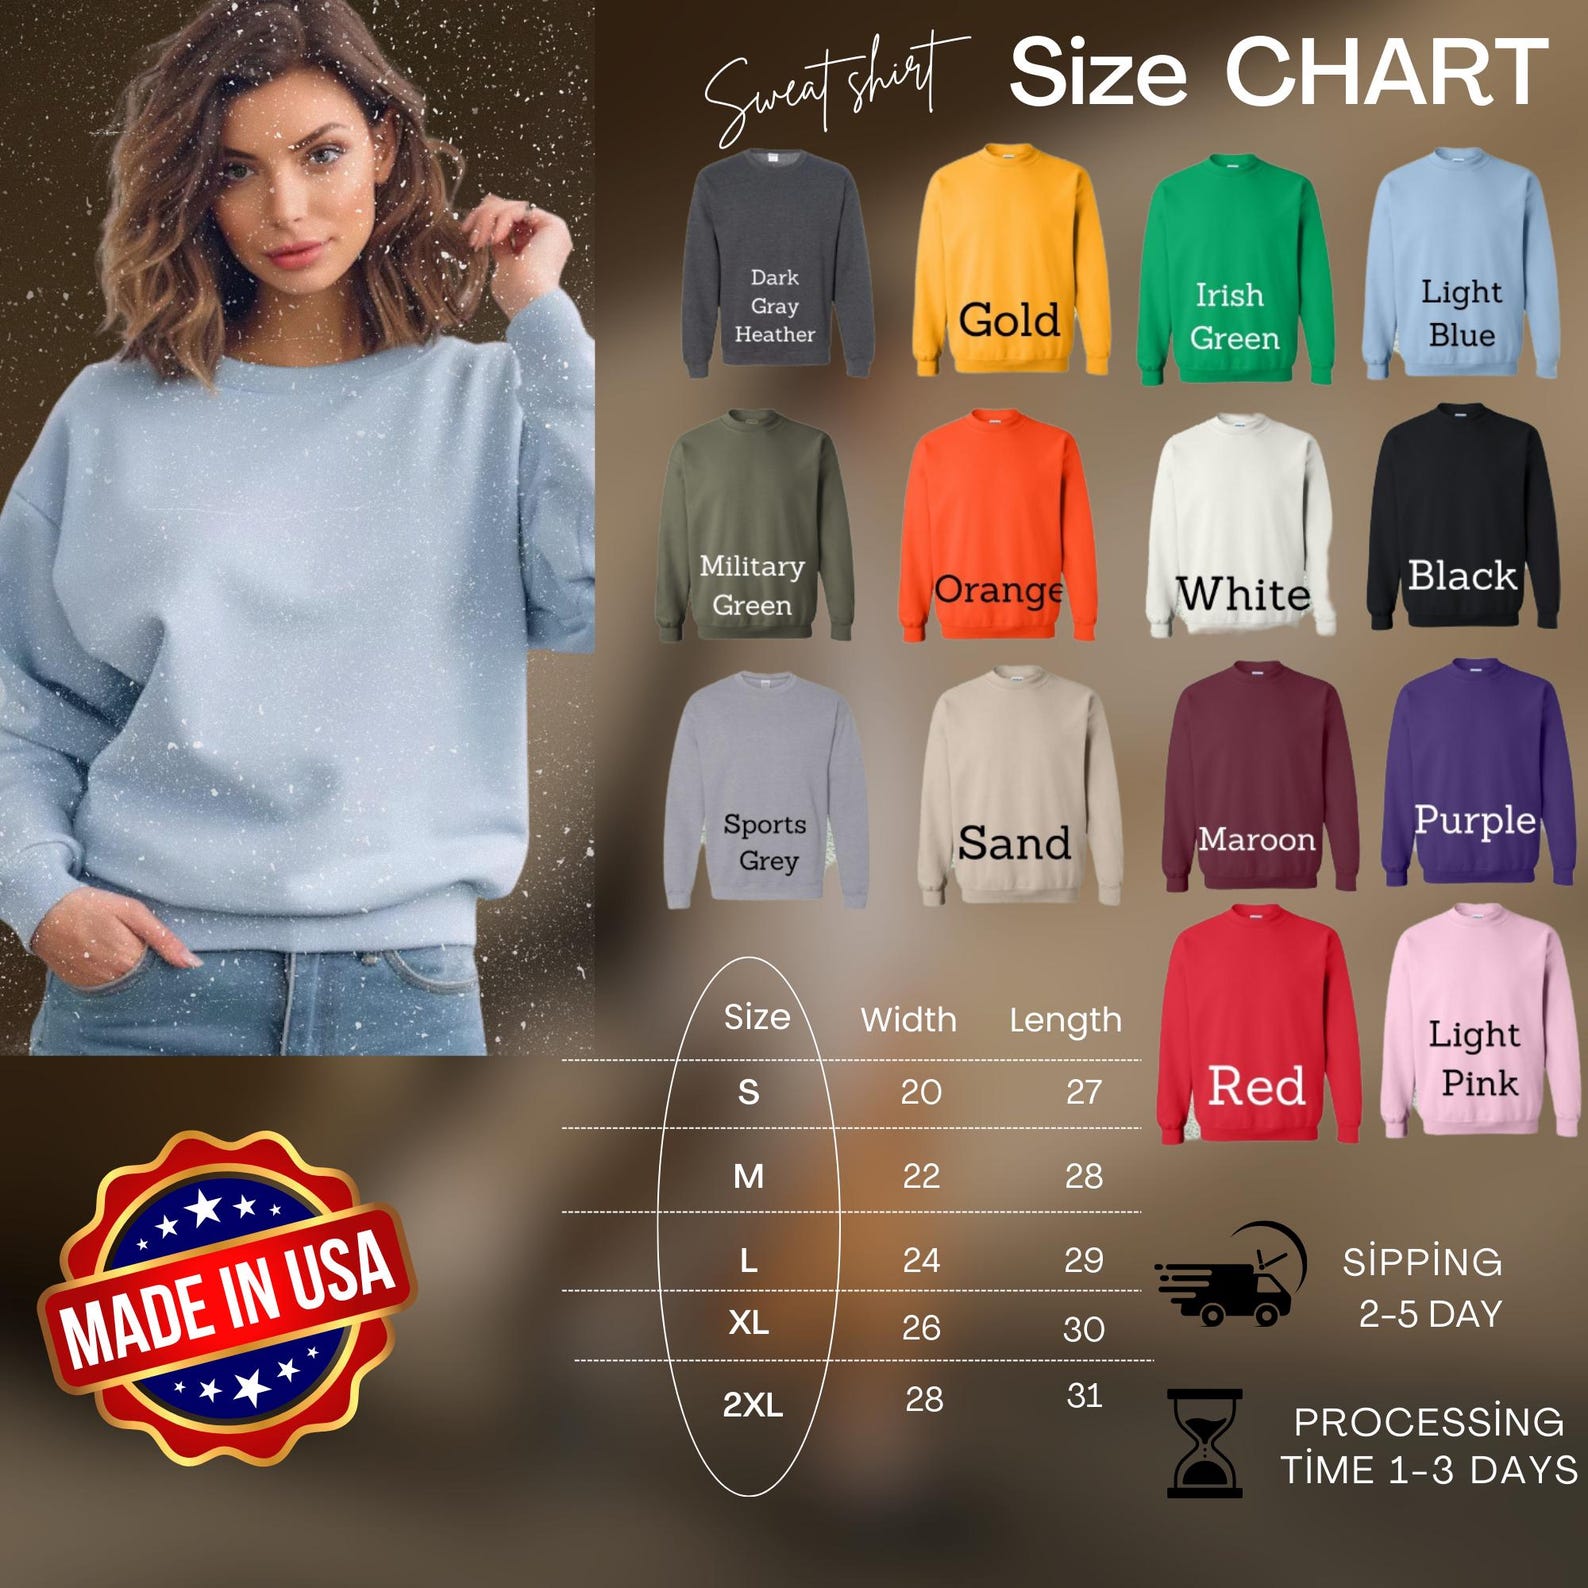 Sweat shirt Size CHART
Dark
Gray
Heather
Gold
Irish
Green
Light
Blue
Military
Green
Orange
White
Black
Sports
Grey
Sand
Maroon
Purple
Red
Light
Pink
Size Width Length
S 20 27
M 22 28
L 24 29
XL 26 30
2XL 28 31
MADE IN USA
SİPPİNG
2-5 DAY
PROCESSİNG
TİME 1-3 DAYS